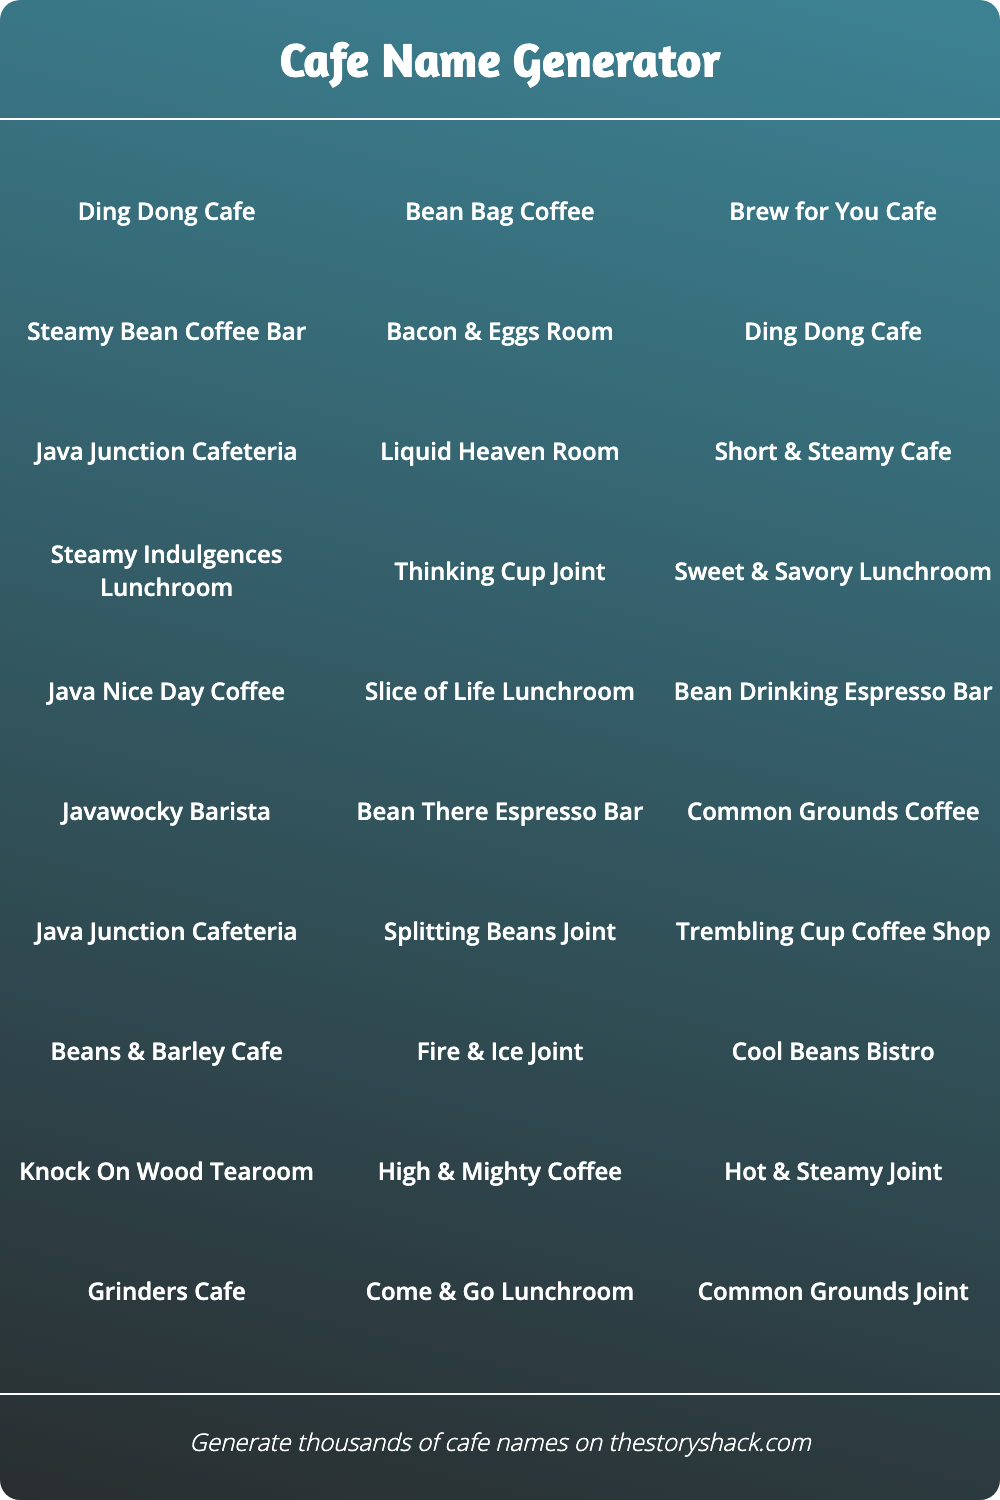 Cafe Name Generator
Ding Dong Cafe
Bean Bag Coffee
Brew for You Cafe
Steamy Bean Coffee Bar
Bacon & Eggs Room
Ding Dong Cafe
Java Junction Cafeteria
Liquid Heaven Room
Short & Steamy Cafe
Steamy Indulgences
Lunchroom
Thinking Cup Joint
Sweet & Savory Lunchroom
Java Nice Day Coffee
Slice of Life Lunchroom
Bean Drinking Espresso Bar
Javawocky Barista
Bean There Espresso Bar
Common Grounds Coffee
Java Junction Cafeteria
Splitting Beans Joint
Trembling Cup Coffee Shop
Beans & Barley Cafe
Fire & Ice Joint
Cool Beans Bistro
Knock On Wood Tearoom
High & Mighty Coffee
Hot & Steamy Joint
Grinders Cafe
Come & Go Lunchroom
Common Grounds Joint
Generate thousands of cafe names on thestoryshack.com